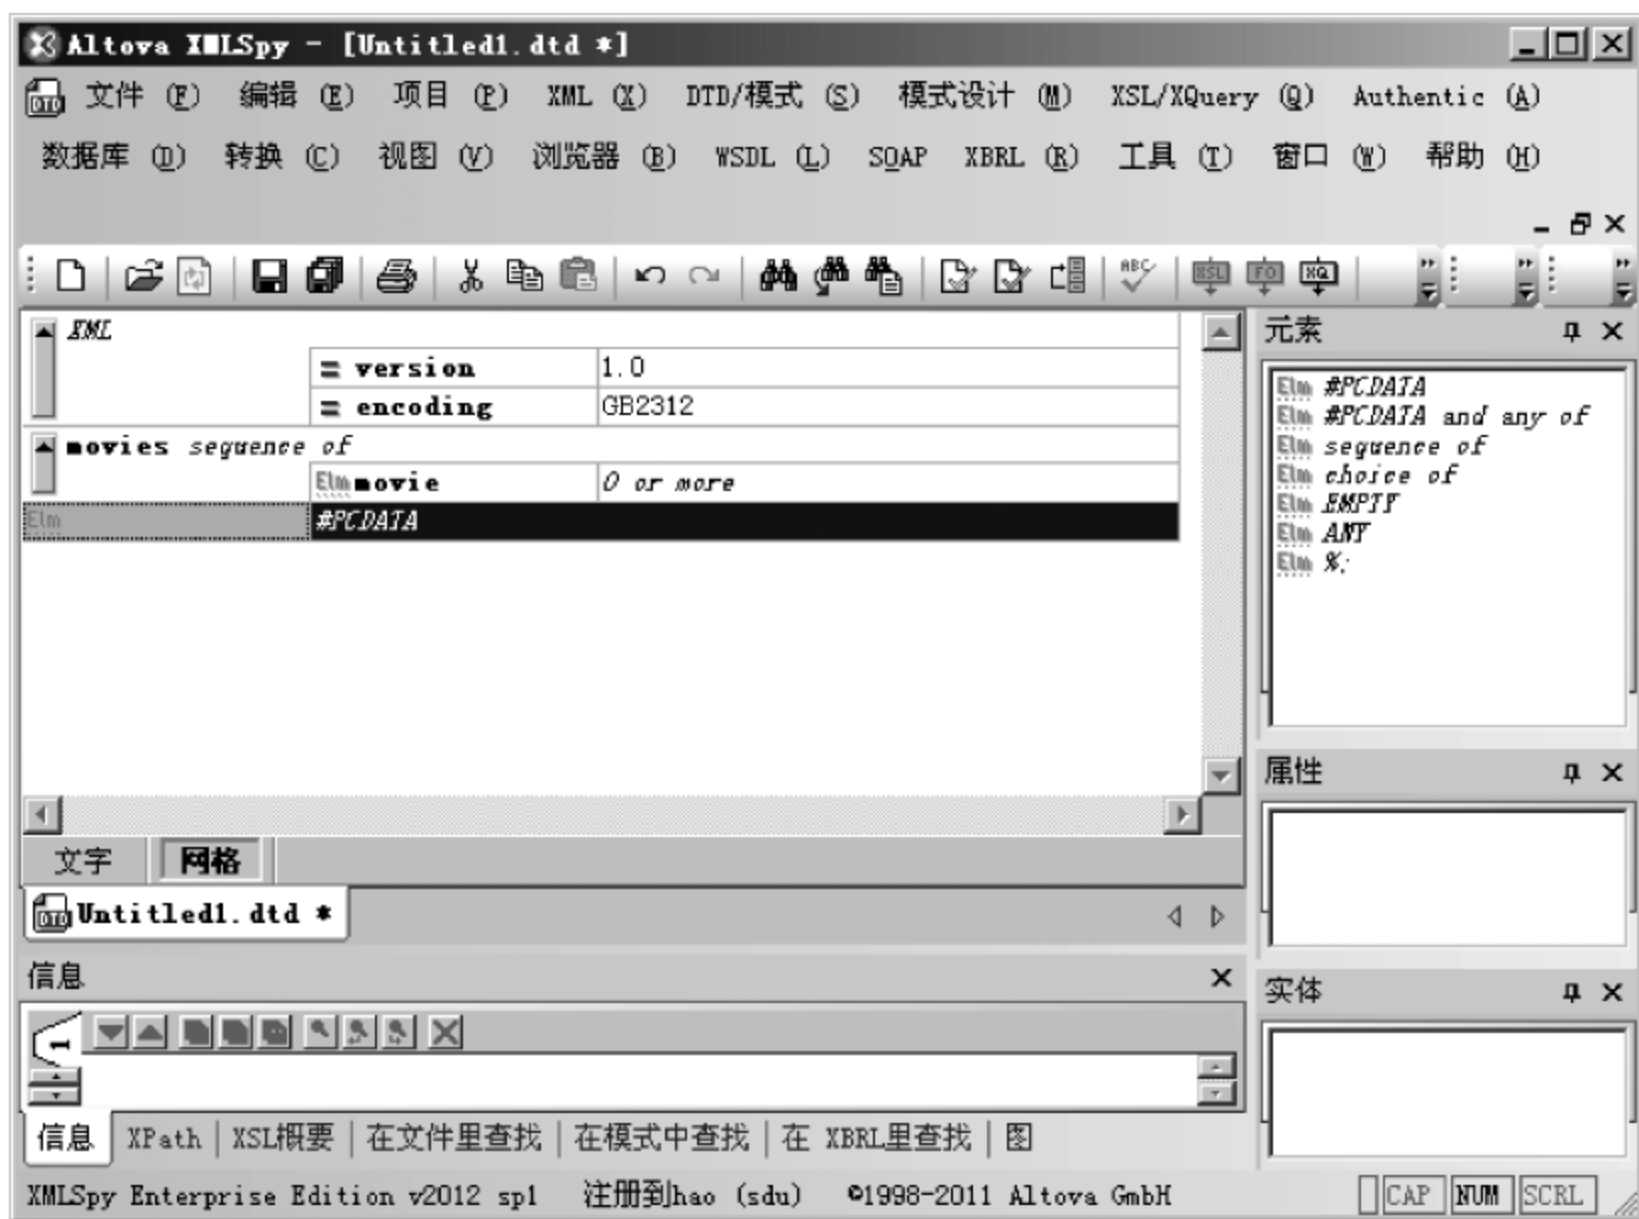 Altova XMLSpy - [Untitled1.dtd *]
文件 (F) 编辑 (E) 项目 (P) XML (X) DTD/模式 (S) 模式设计 (M) XSL/XQuery (Q) Authentic (A)
数据库 (D) 转换 (C) 视图 (V) 浏览器 (B) WSDL (L) SOAP XBRL (R) 工具 (T) 窗口 (W) 帮助 (H)
ABC XSL FO XQ
XML
= version 1.0
= encoding GB2312
movies sequence of
Elm movie 0 or more
Elm #PCDATA
文字 网格
DTD Untitled1.dtd *
信息
1
信息 XPath XSL概要 在文件里查找 在模式中查找 在 XBRL里查找 图
元素
Elm #PCDATA
Elm #PCDATA and any of
Elm sequence of
Elm choice of
Elm EMPTY
Elm ANY
Elm %;
属性
实体
XMLSpy Enterprise Edition v2012 sp1 注册到hao (sdu) ©1998-2011 Altova GmbH CAP NUM SCRL